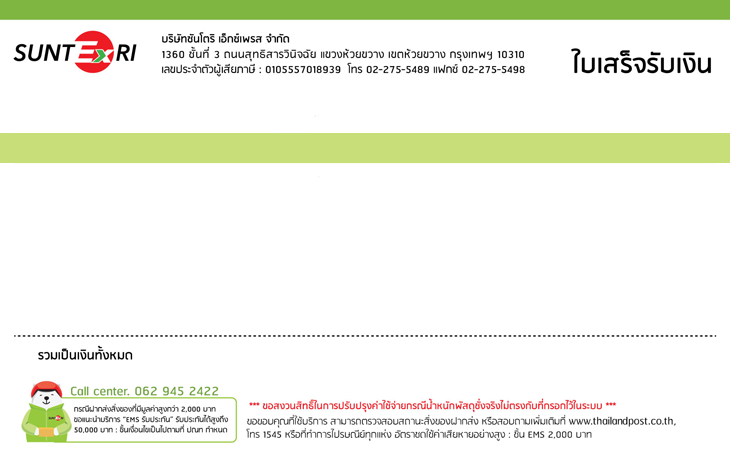 SUNTExRI
บริษัทซันโตริ เอ็กซ์เพรส จำกัด
1360 ชั้นที่ 3 ถนนสุทธิสารวินิจฉัย แขวงห้วยขวาง เขตห้วยขวาง กรุงเทพฯ 10310
เลขประจำตัวผู้เสียภาษี : 0105557018939 โทร 02-275-5489 แฟกซ์ 02-275-5498
ใบเสร็จรับเงิน
รวมเป็นเงินทั้งหมด
Call center. 062 945 2422
กรณีฝากส่งสิ่งของที่มีมูลค่าสูงกว่า 2,000 บาท
ขอแนะนำบริการ "EMS รับประกัน" รับประกันได้สูงถึง
50,000 บาท : ชั้นเงื่อนไขเป็นไปตามที่ ปณท กำหนด
*** ขอสงวนสิทธิ์ในการปรับปรุงค่าใช้จ่ายกรณีน้ำหนักพัสดุชั่งจริงไม่ตรงกับที่กรอกไว้ในระบบ ***
ขอขอบคุณที่ใช้บริการ สามารถตรวจสอบสถานะสิ่งของฝากส่ง หรือสอบถามเพิ่มเติมที่ www.thailandpost.co.th,
โทร 1545 หรือที่ทำการไปรษณีย์ทุกแห่ง อัตราชดใช้ค่าเสียหายอย่างสูง : ชิ้น EMS 2,000 บาท